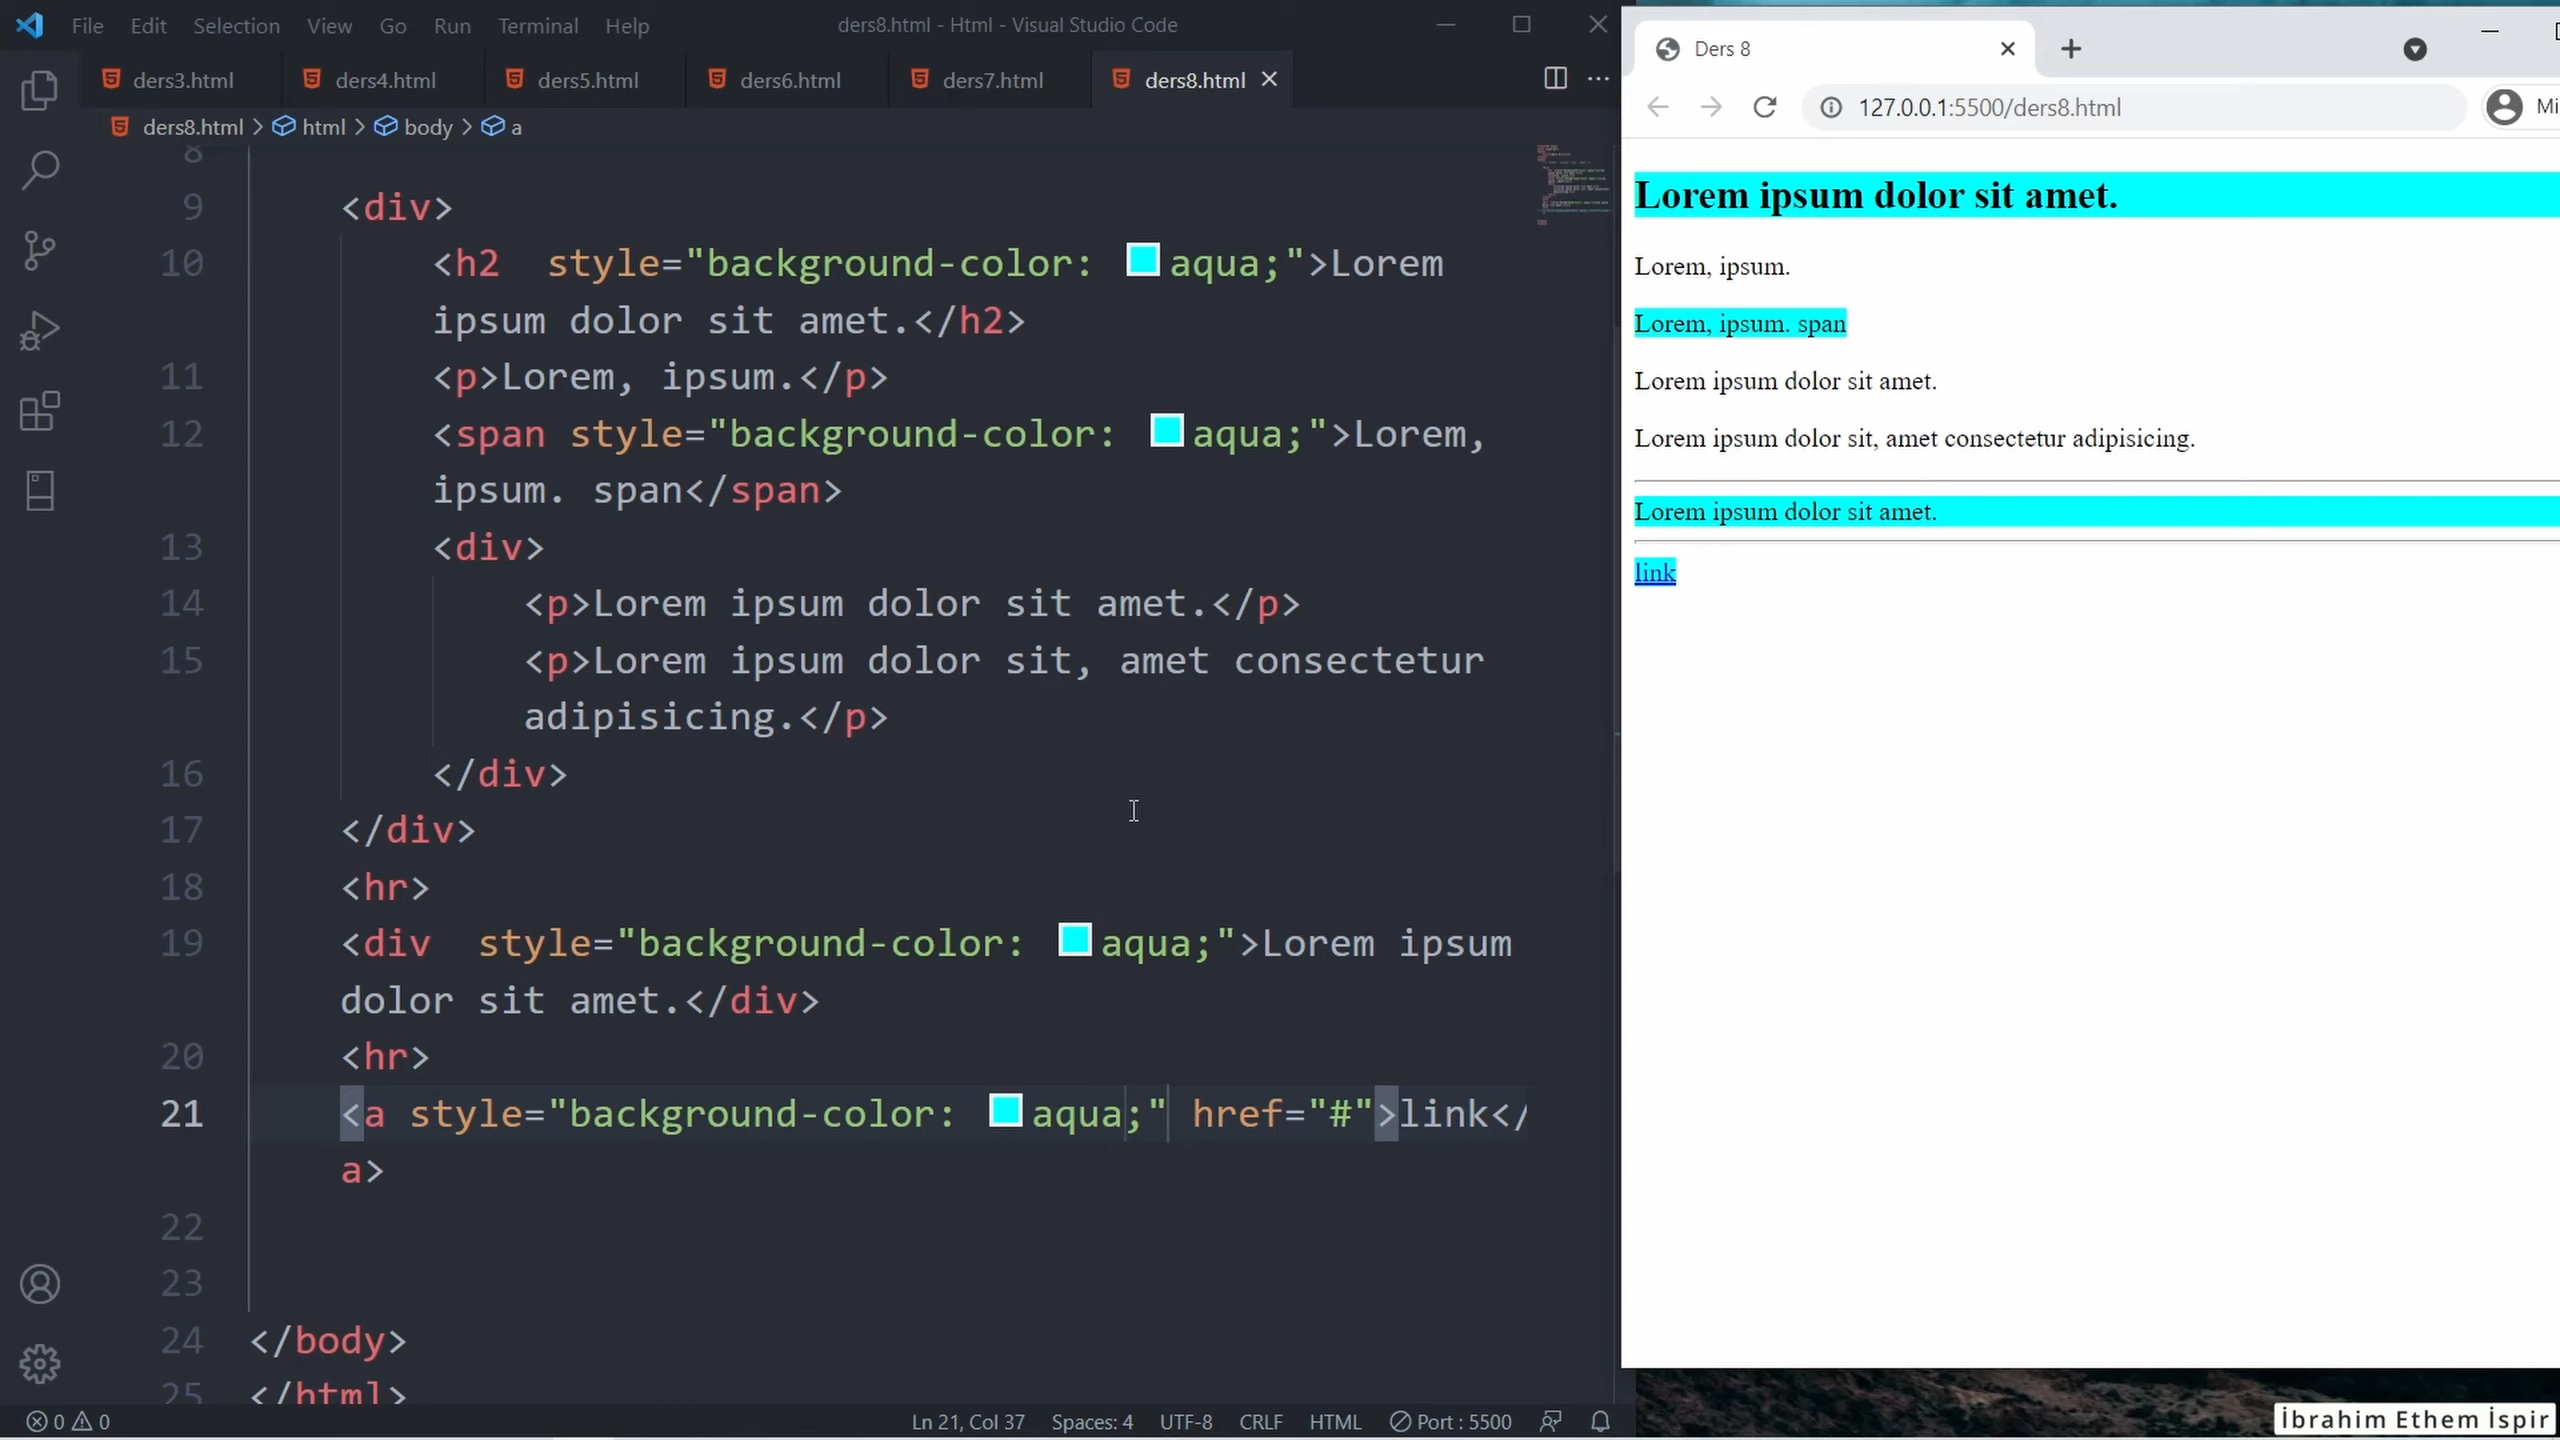 File Edit Selection View Go Run Terminal Help
ders8.html - Html - Visual Studio Code
ders3.html ders4.html ders5.html ders6.html ders7.html ders8.html
ders8.html > html > body > a
8
9 <div>
10 <h2  style="background-color: aqua;">Lorem
ipsum dolor sit amet.</h2>
11 <p>Lorem, ipsum.</p>
12 <span style="background-color: aqua;">Lorem,
ipsum. span</span>
13 <div>
14 <p>Lorem ipsum dolor sit amet.</p>
15 <p>Lorem ipsum dolor sit, amet consectetur
adipisicing.</p>
16 </div>
17 </div>
18 <hr>
19 <div  style="background-color: aqua;">Lorem ipsum
dolor sit amet.</div>
20 <hr>
21 <a style="background-color: aqua;" href="#">link</
a>
22
23
24 </body>
25 </html>
0 0 Ln 21, Col 37 Spaces: 4 UTF-8 CRLF HTML Port : 5500
Ders 8
127.0.0.1:5500/ders8.html
Lorem ipsum dolor sit amet.
Lorem, ipsum.
Lorem, ipsum. span
Lorem ipsum dolor sit amet.
Lorem ipsum dolor sit, amet consectetur adipisicing.
Lorem ipsum dolor sit amet.
link
İbrahim Ethem İspir